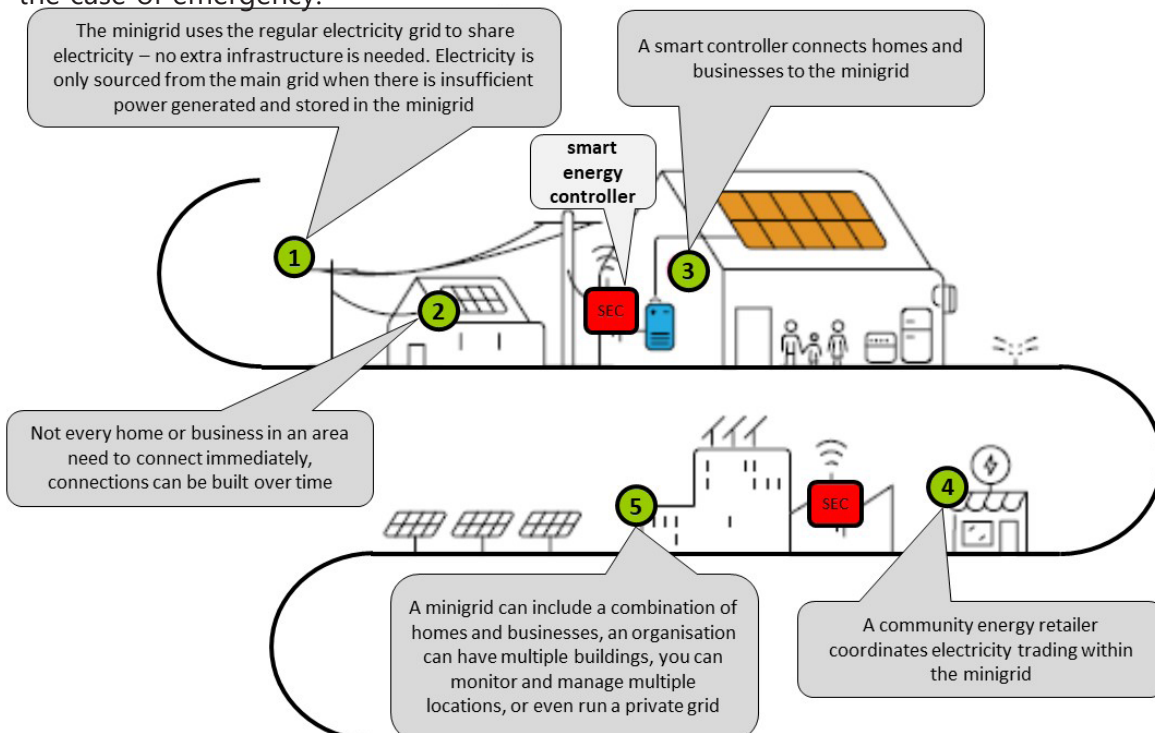 the case of emergency.
The minigrid uses the regular electricity grid to share
electricity – no extra infrastructure is needed. Electricity is
only sourced from the main grid when there is insufficient
power generated and stored in the minigrid
A smart controller connects homes and
businesses to the minigrid
smart
energy
controller
1
2
SEC
3
Not every home or business in an area
need to connect immediately,
connections can be built over time
5
SEC
4
A minigrid can include a combination of
homes and businesses, an organisation
can have multiple buildings, you can
monitor and manage multiple
locations, or even run a private grid
A community energy retailer
coordinates electricity trading within
the minigrid